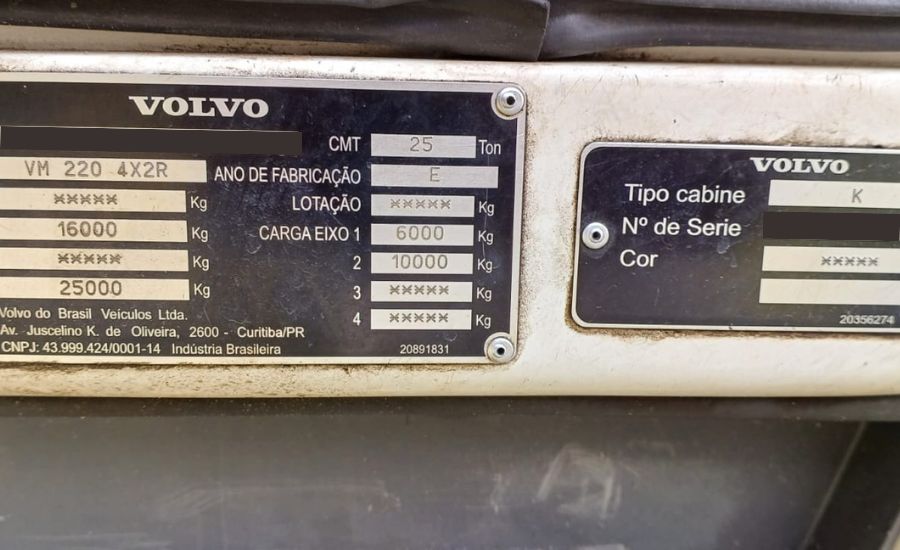 VOLVO
CMT 25 Ton
VM 220 4X2R
ANO DE FABRICAÇÃO E
***** Kg
LOTAÇÃO ***** Kg
16000 Kg
CARGA EIXO 1 6000 Kg
***** Kg
2 10000 Kg
25000 Kg
3 ***** Kg
4 ***** Kg
Volvo do Brasil Veículos Ltda.
Av. Juscelino K. de Oliveira, 2600 - Curitiba/PR
CNPJ: 43.999.424/0001-14 Indústria Brasileira
20891831
VOLVO
Tipo cabine K
Nº de Serie
Cor *****
20356274